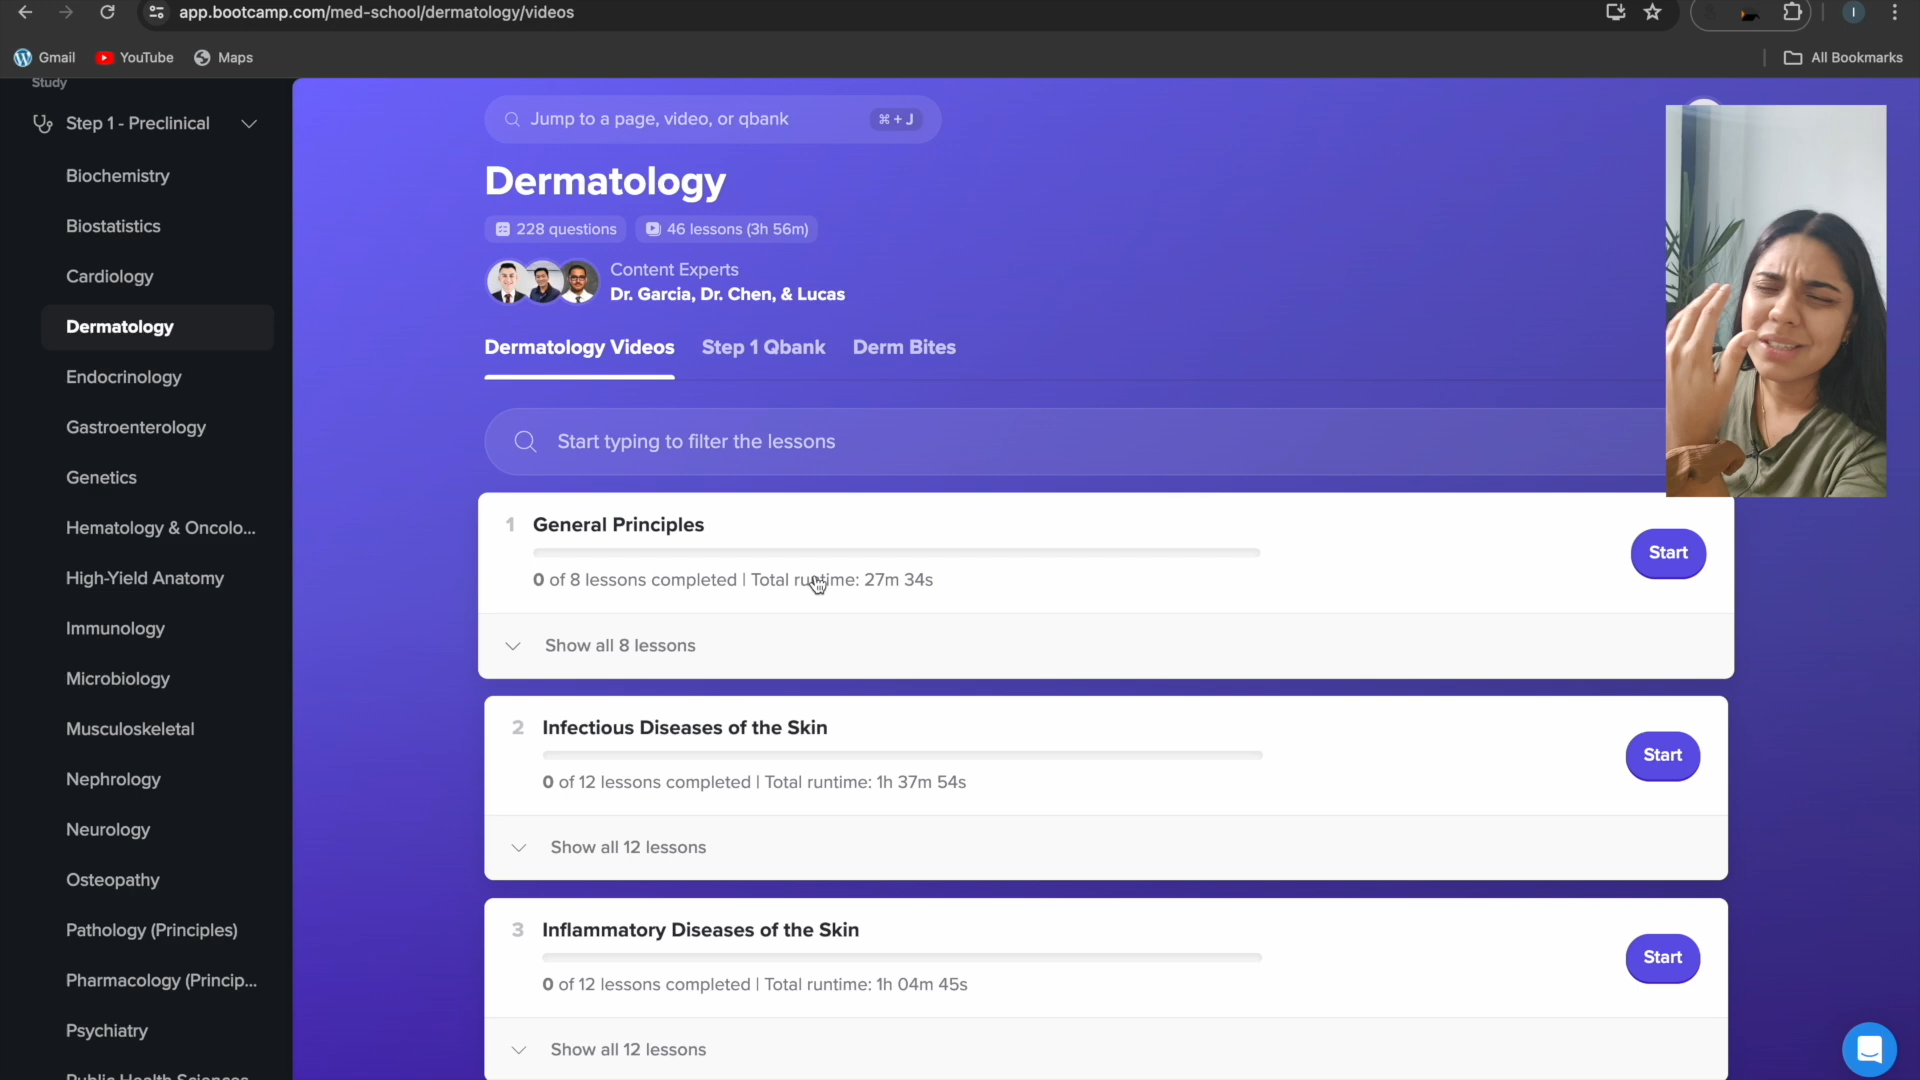 app.bootcamp.com/med-school/dermatology/videos
I
Gmail
YouTube
Maps
All Bookmarks
Study
Step 1 - Preclinical
Biochemistry
Biostatistics
Cardiology
Dermatology
Endocrinology
Gastroenterology
Genetics
Hematology & Oncolo...
High-Yield Anatomy
Immunology
Microbiology
Musculoskeletal
Nephrology
Neurology
Osteopathy
Pathology (Principles)
Pharmacology (Princip...
Psychiatry
Public Health Sciences
Jump to a page, video, or qbank
⌘ + J
Dermatology
228 questions
46 lessons (3h 56m)
Content Experts
Dr. Garcia, Dr. Chen, & Lucas
Dermatology Videos
Step 1 Qbank
Derm Bites
Start typing to filter the lessons
1 General Principles
0 of 8 lessons completed | Total runtime: 27m 34s
Start
Show all 8 lessons
2 Infectious Diseases of the Skin
0 of 12 lessons completed | Total runtime: 1h 37m 54s
Start
Show all 12 lessons
3 Inflammatory Diseases of the Skin
0 of 12 lessons completed | Total runtime: 1h 04m 45s
Start
Show all 12 lessons